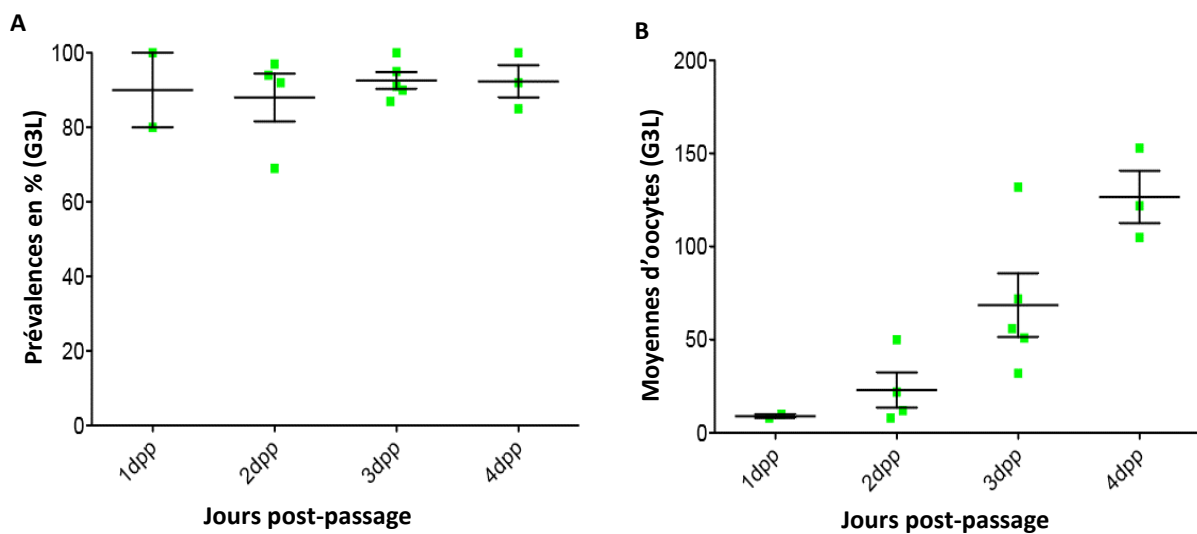 A
Prévalences en % (G3L)
100
80
60
40
20
0
1dpp
2dpp
3dpp
4dpp
Jours post-passage
B
Moyennes d’oocytes (G3L)
200
150
100
50
0
1dpp
2dpp
3dpp
4dpp
Jours post-passage